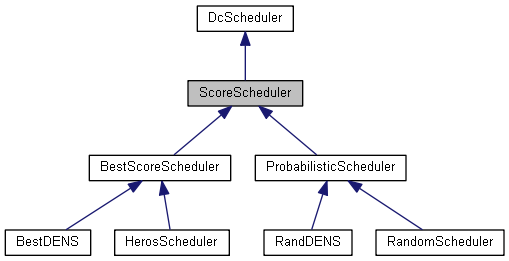 DcScheduler
ScoreScheduler
BestScoreScheduler ProbabilisticScheduler
BestDENS HerosScheduler RandDENS RandomScheduler